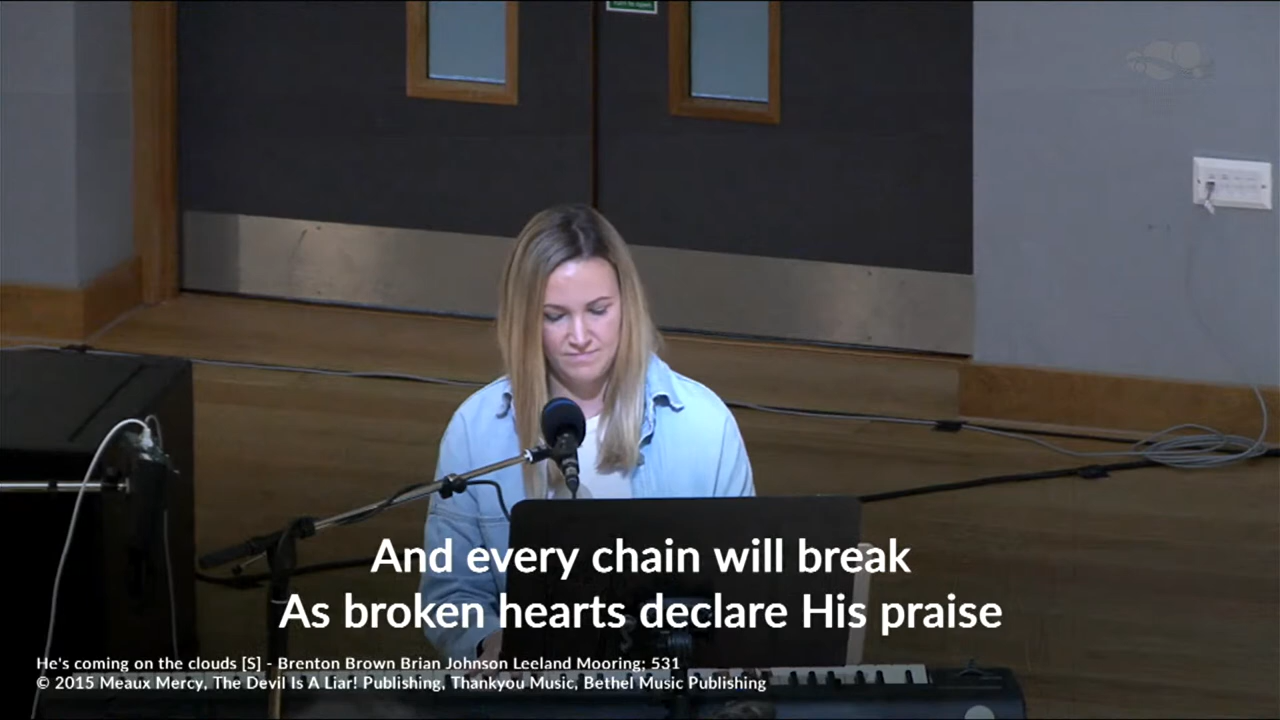 And every chain will break
As broken hearts declare His praise
He's coming on the clouds [S] - Brenton Brown Brian Johnson Leeland Mooring; 531
© 2015 Meaux Mercy, The Devil Is A Liar! Publishing, Thankyou Music, Bethel Music Publishing